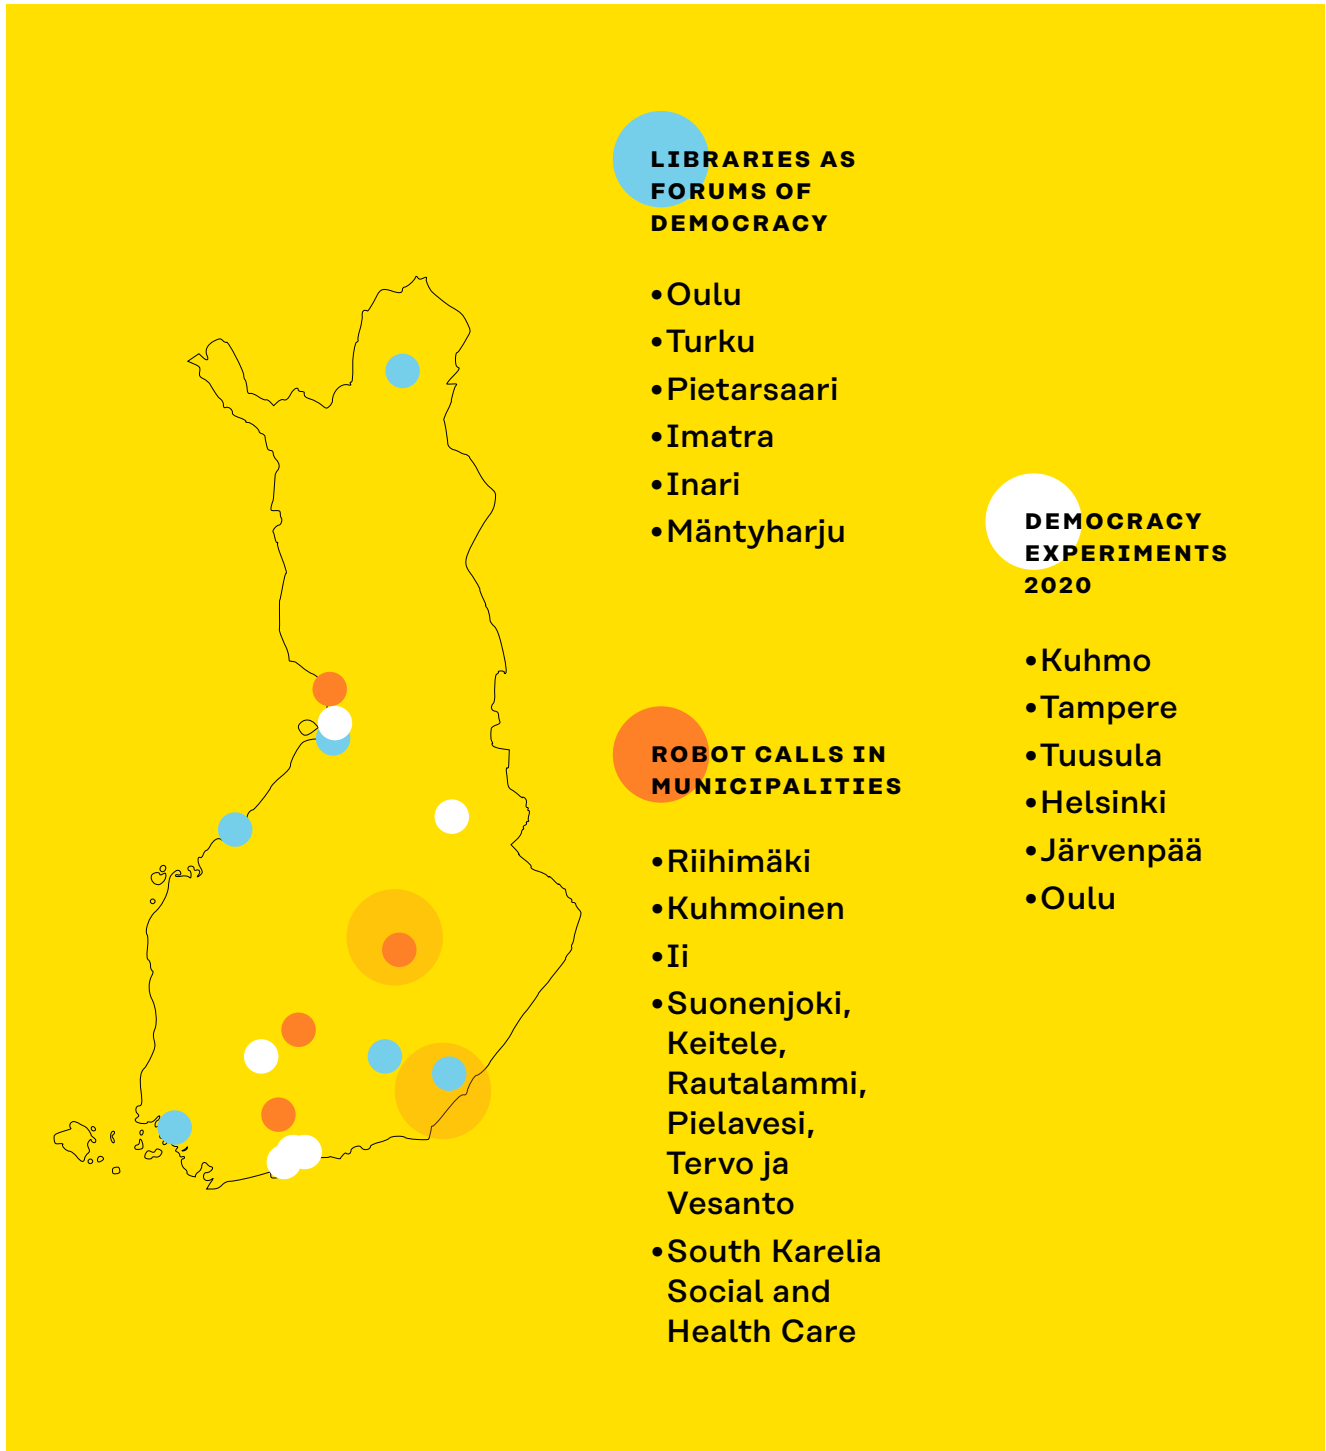 LIBRARIES AS
FORUMS OF
DEMOCRACY
•Oulu
•Turku
•Pietarsaari
•Imatra
•Inari
•Mäntyharju
ROBOT CALLS IN
MUNICIPALITIES
•Riihimäki
•Kuhmoinen
•Ii
•Suonenjoki,
Keitele,
Rautalammi,
Pielavesi,
Tervo ja
Vesanto
•South Karelia
Social and
Health Care
DEMOCRACY
EXPERIMENTS
2020
•Kuhmo
•Tampere
•Tuusula
•Helsinki
•Järvenpää
•Oulu